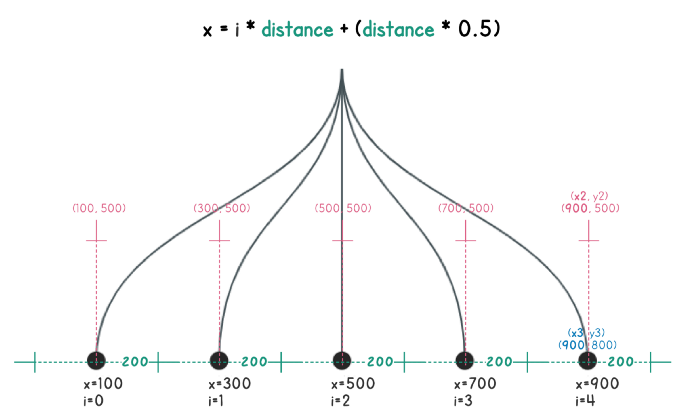 x = i * distance + (distance * 0.5)
(x2, y2)
(100, 500) (300, 500) (500, 500) (700, 500) (900, 500)
(x3, y3)
(900, 800)
200 200 200 200 200
x=100 x=300 x=500 x=700 x=900
i=0 i=1 i=2 i=3 i=4